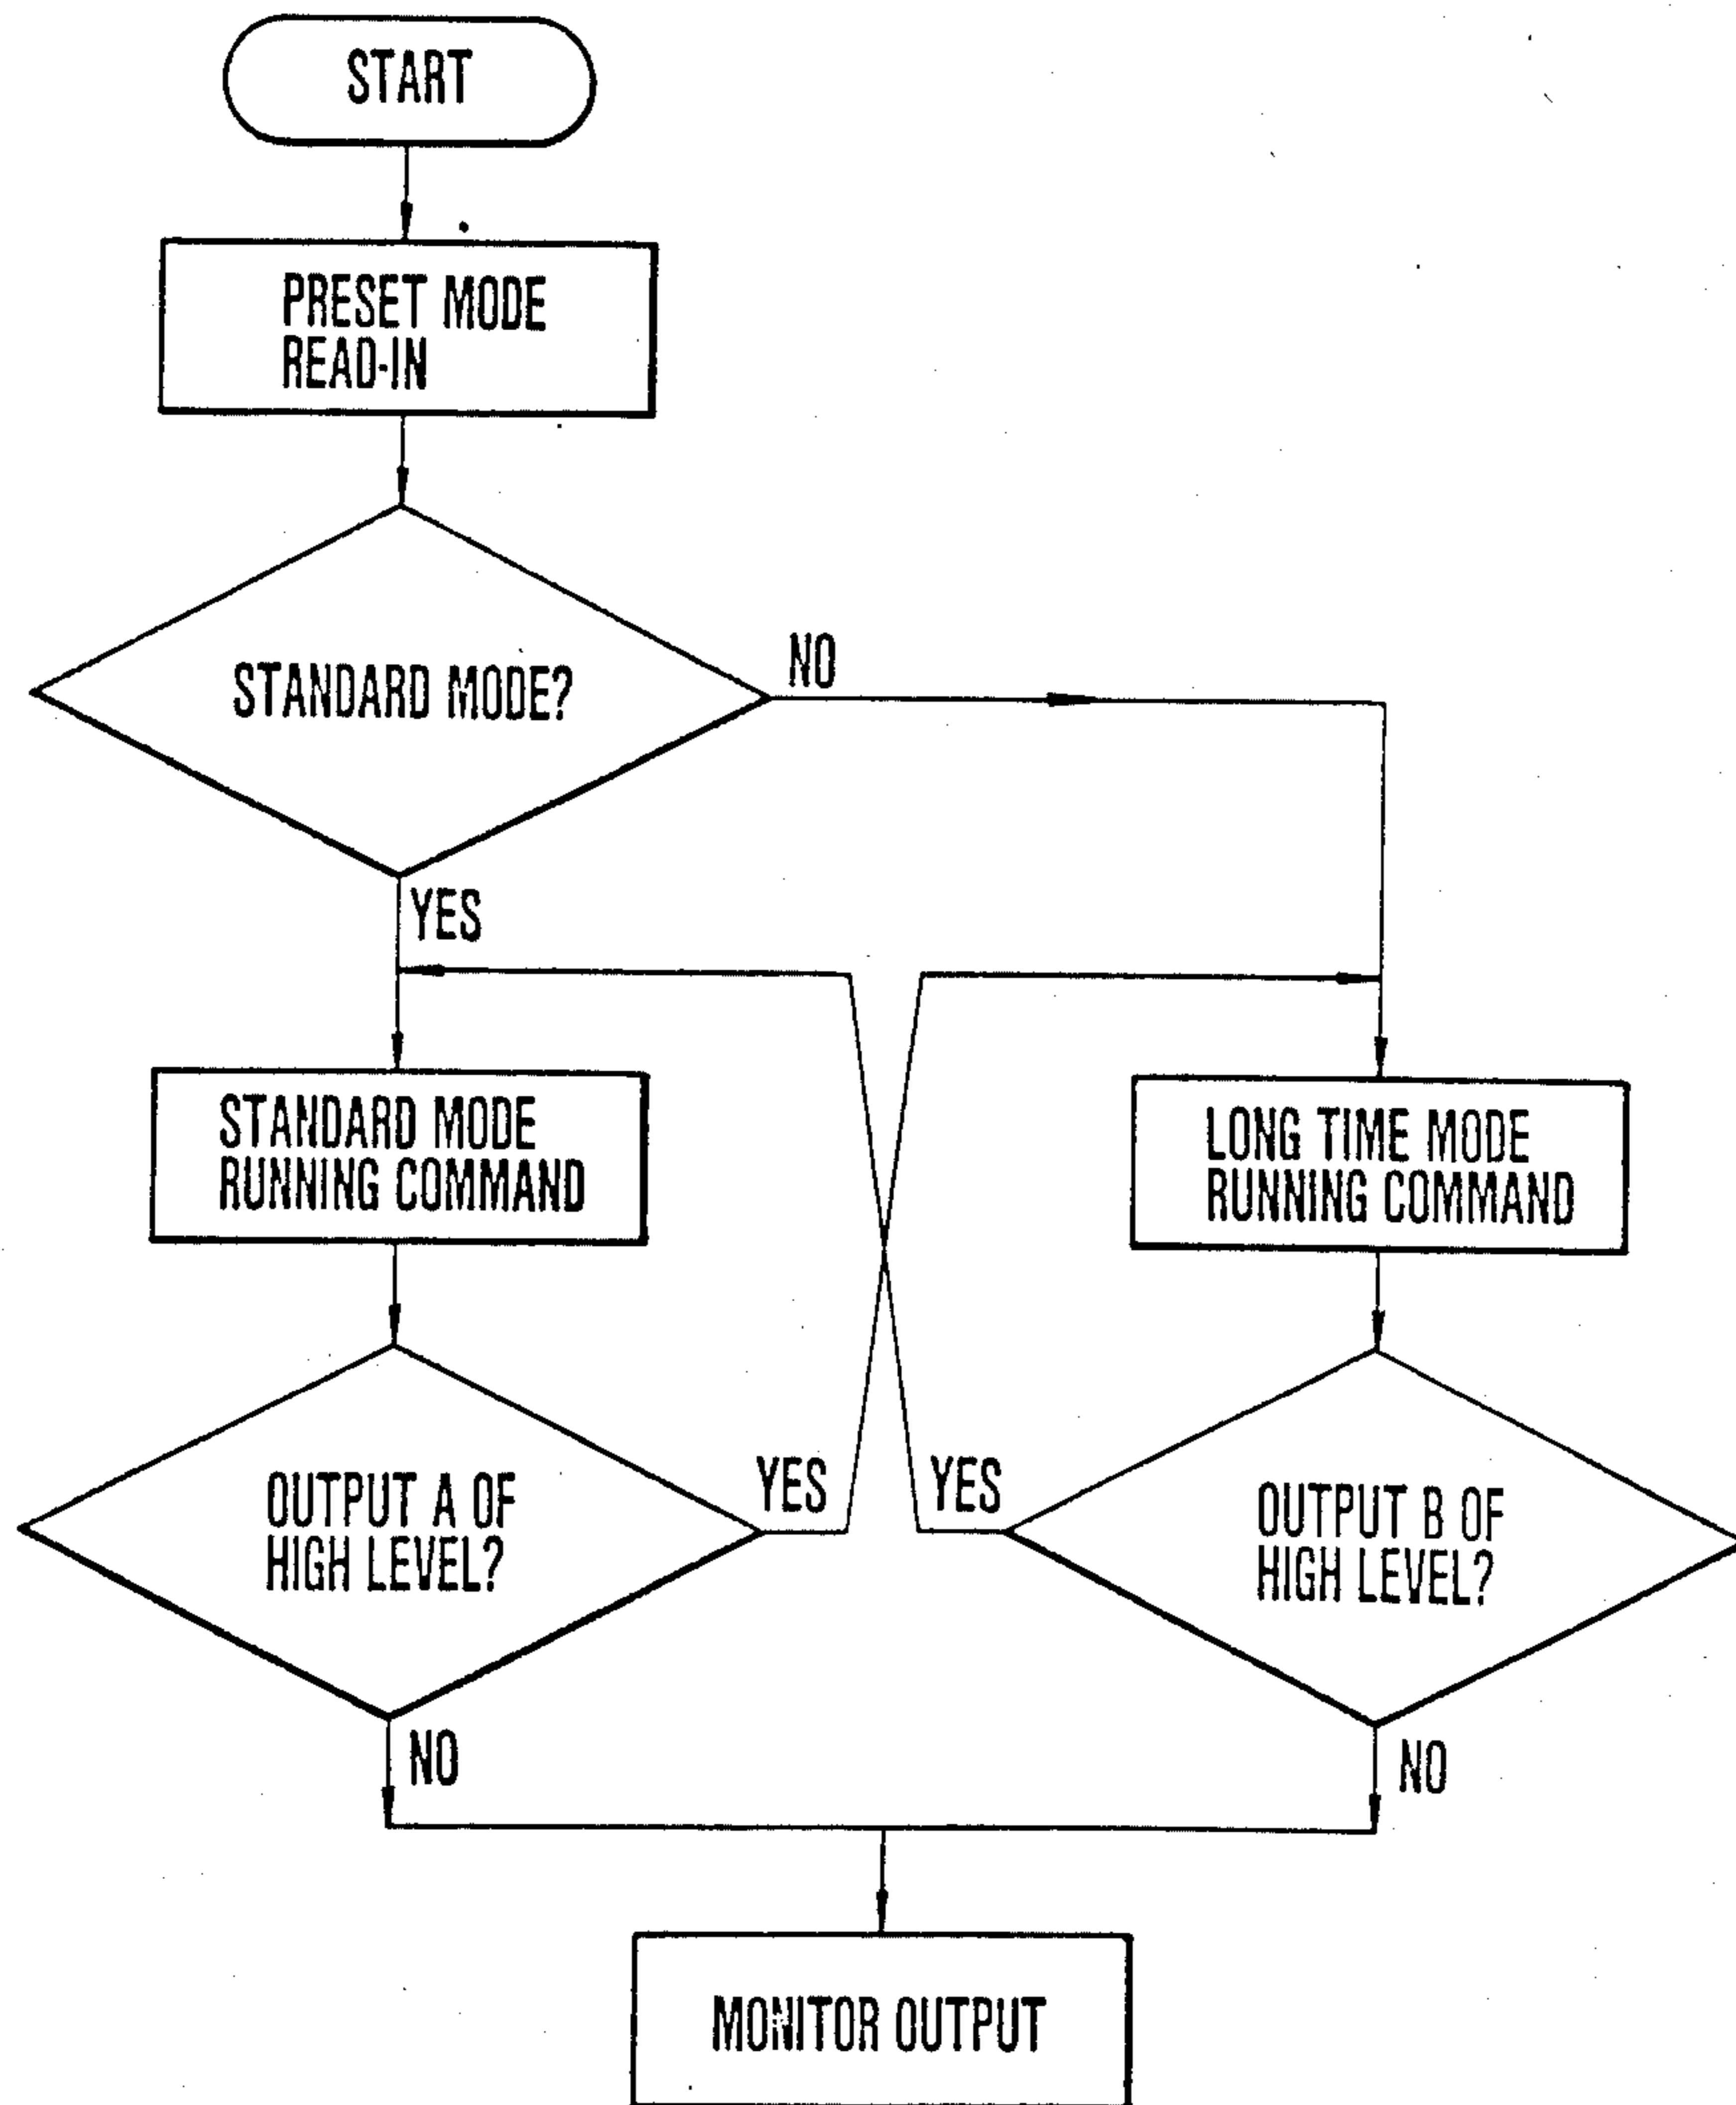 START
PRESET MODE
READ-IN
STANDARD MODE?
NO
YES
STANDARD MODE
RUNNING COMMAND
LONG TIME MODE
RUNNING COMMAND
OUTPUT A OF
HIGH LEVEL?
YES
YES
OUTPUT B OF
HIGH LEVEL?
NO
NO
MONITOR OUTPUT